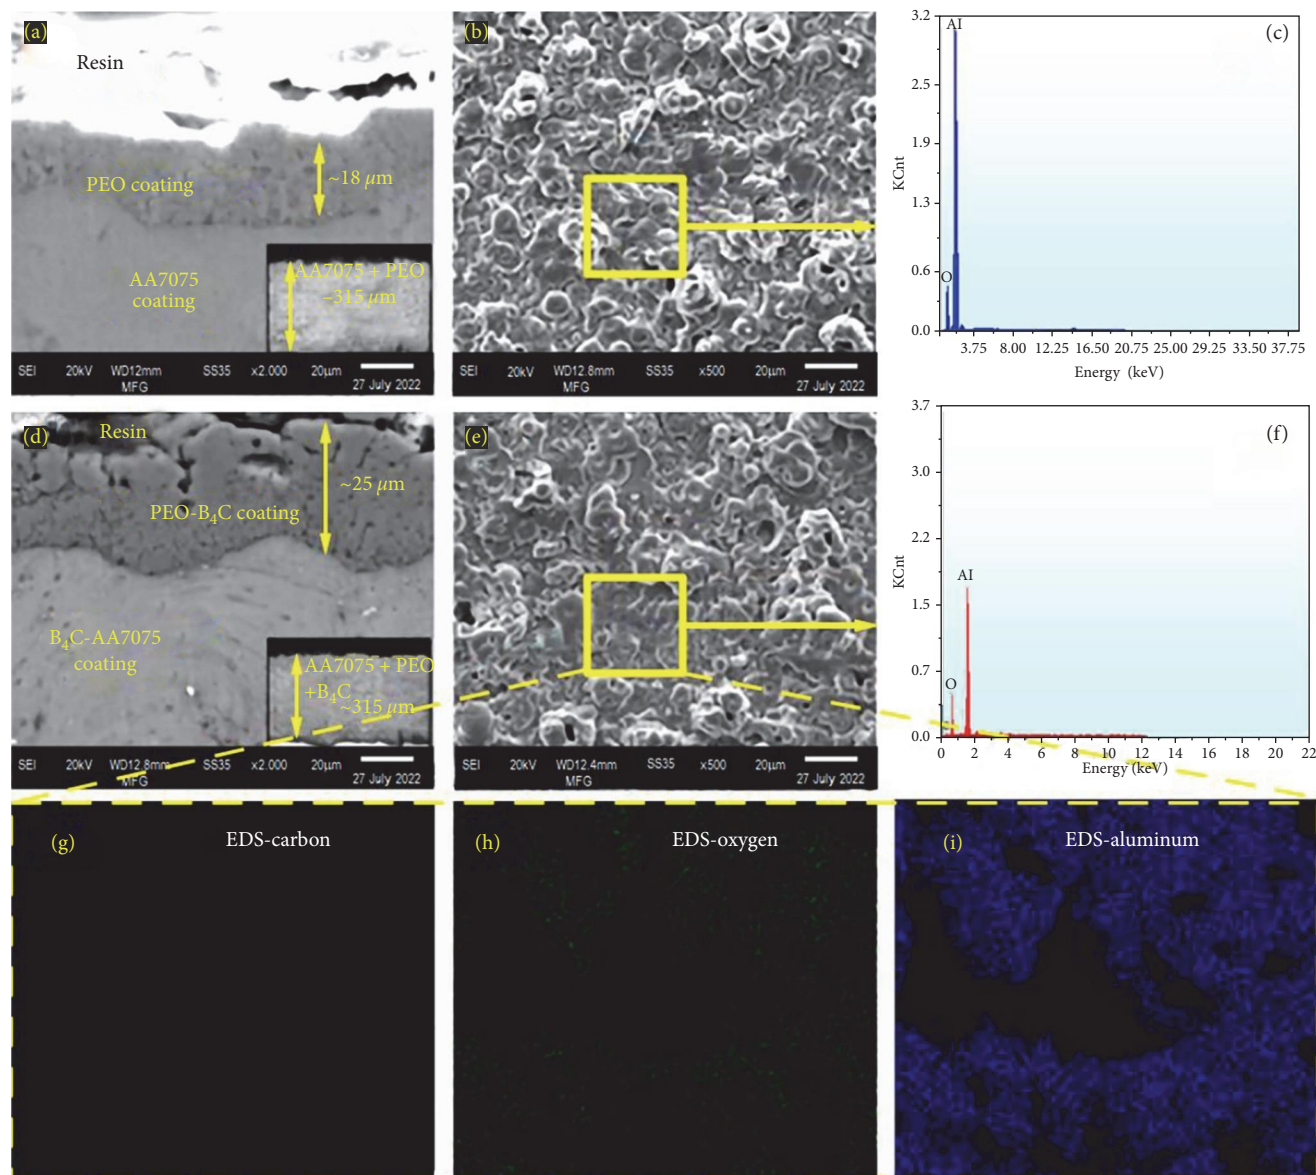 (a)
Resin
PEO coating
~18 μm
AA7075
coating
AA7075 + PEO
~315 μm
SEI 20kV WD12mm SS35 x2.000 20μm
MFG 27 July 2022
(b)
SEI 20kV WD12.8mm SS35 x500 20μm
MFG 27 July 2022
(c)
3.2
2.5
1.9
1.3
0.6
0.0
KCnt
Al
O
3.75 8.00 12.25 16.50 20.75 25.00 29.25 33.50 37.75
Energy (keV)
(d)
Resin
~25 μm
PEO-B₄C coating
B₄C-AA7075
coating
AA7075 + PEO
+B₄C
~315 μm
SEI 20kV WD12.8mm SS35 x2.000 20μm
MFG 27 July 2022
(e)
SEI 20kV WD12.4mm SS35 x500 20μm
MFG 27 July 2022
(f)
3.7
3.0
2.2
1.5
0.7
0.0
KCnt
Al
O
0 2 4 6 8 10 12 14 16 18 20 22
Energy (keV)
(g) EDS-carbon
(h) EDS-oxygen
(i) EDS-aluminum